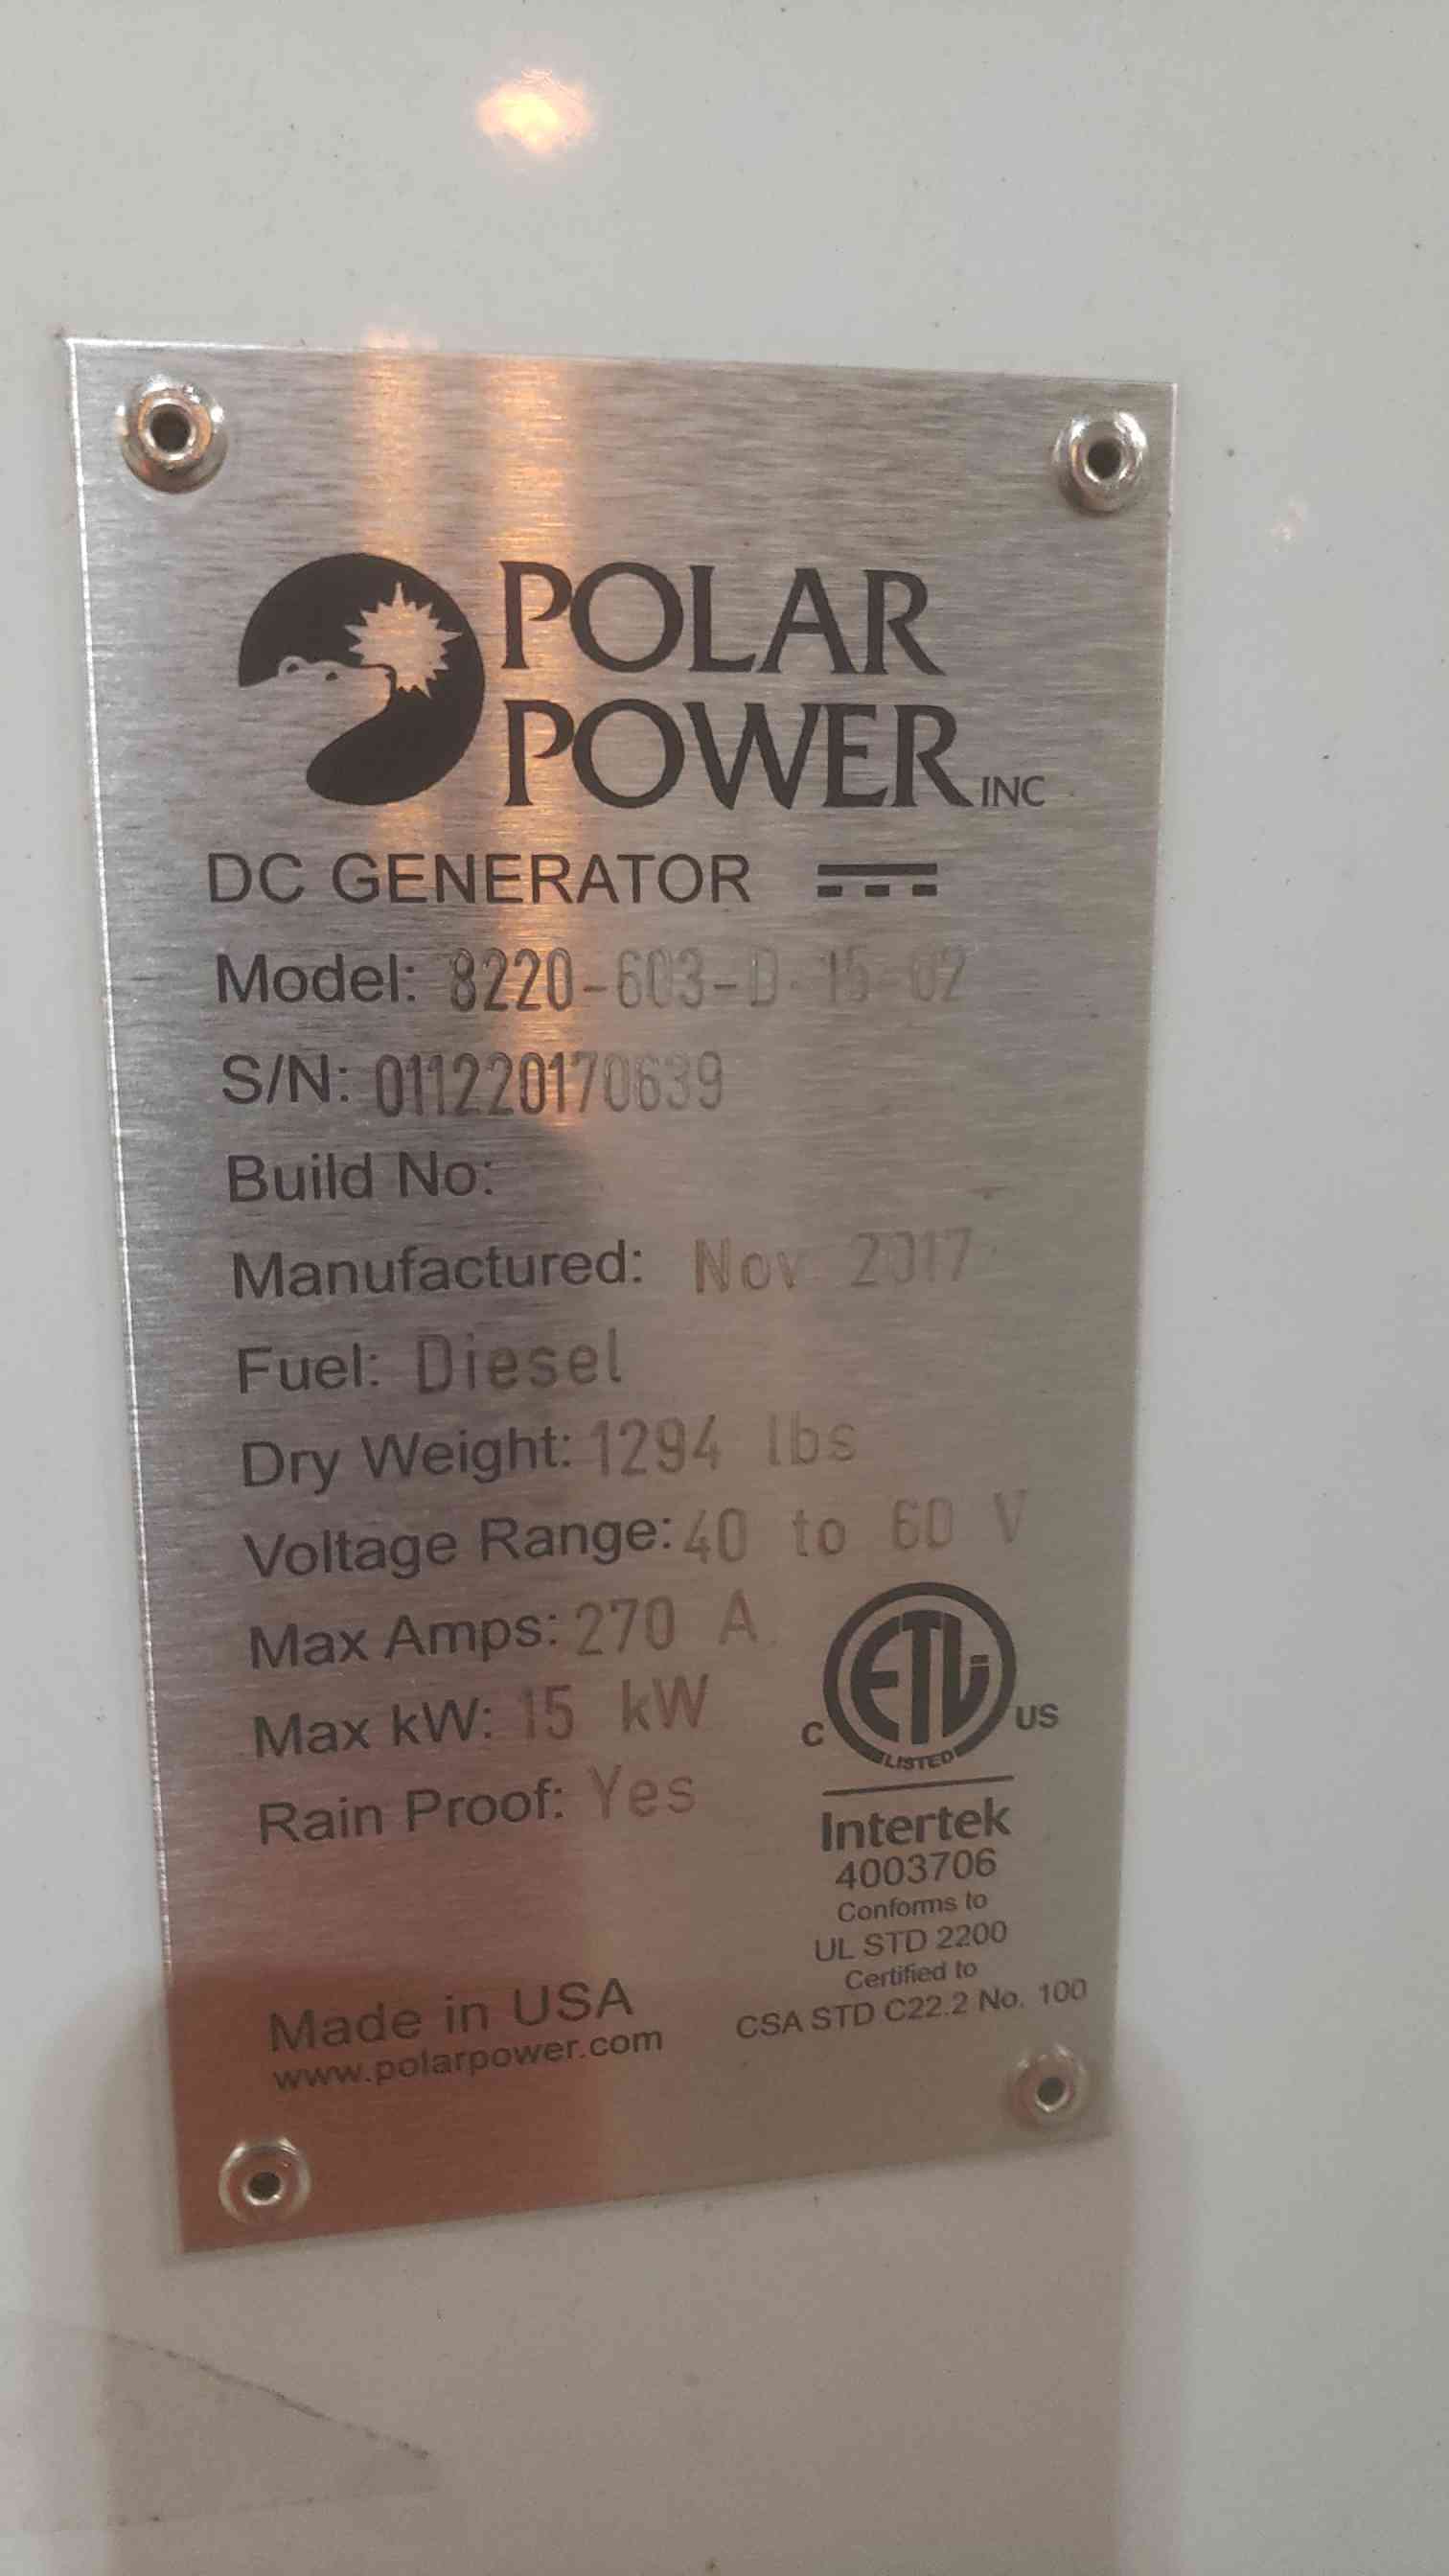 POLAR
POWER INC
DC GENERATOR
Model: 8220-603-D-15-02
S/N: 011220170639
Build No:
Manufactured: Nov 2017
Fuel: Diesel
Dry Weight: 1294 lbs
Voltage Range: 40 to 60 V
Max Amps: 270 A
Max kW: 15 kW
Rain Proof: Yes
C ETL US
LISTED
Intertek
4003706
Conforms to
UL STD 2200
Certified to
CSA STD C22.2 No. 100
Made in USA
www.polarpower.com